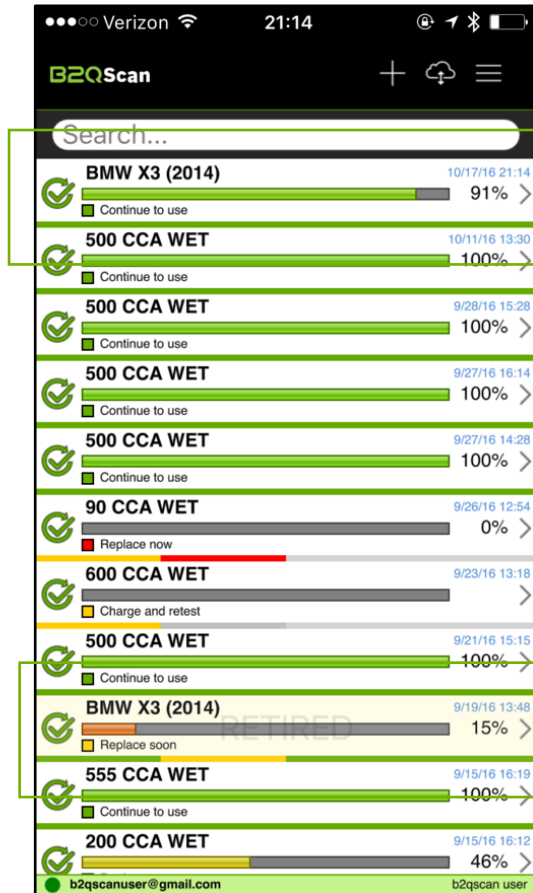 Verizon 21:14
B2QScan
Search...
BMW X3 (2014) 10/17/16 21:14
91%
Continue to use
500 CCA WET 10/11/16 13:30
100%
Continue to use
500 CCA WET 9/28/16 15:28
100%
Continue to use
500 CCA WET 9/27/16 16:14
100%
Continue to use
500 CCA WET 9/27/16 14:28
100%
Continue to use
90 CCA WET 9/26/16 12:54
0%
Replace now
600 CCA WET 9/23/16 13:18
Charge and retest
500 CCA WET 9/21/16 15:15
100%
Continue to use
BMW X3 (2014) 9/19/16 13:48
RETIRED 15%
Replace soon
555 CCA WET 9/15/16 16:19
100%
Continue to use
200 CCA WET 9/15/16 16:12
46%
b2qscanuser@gmail.com b2qscan user